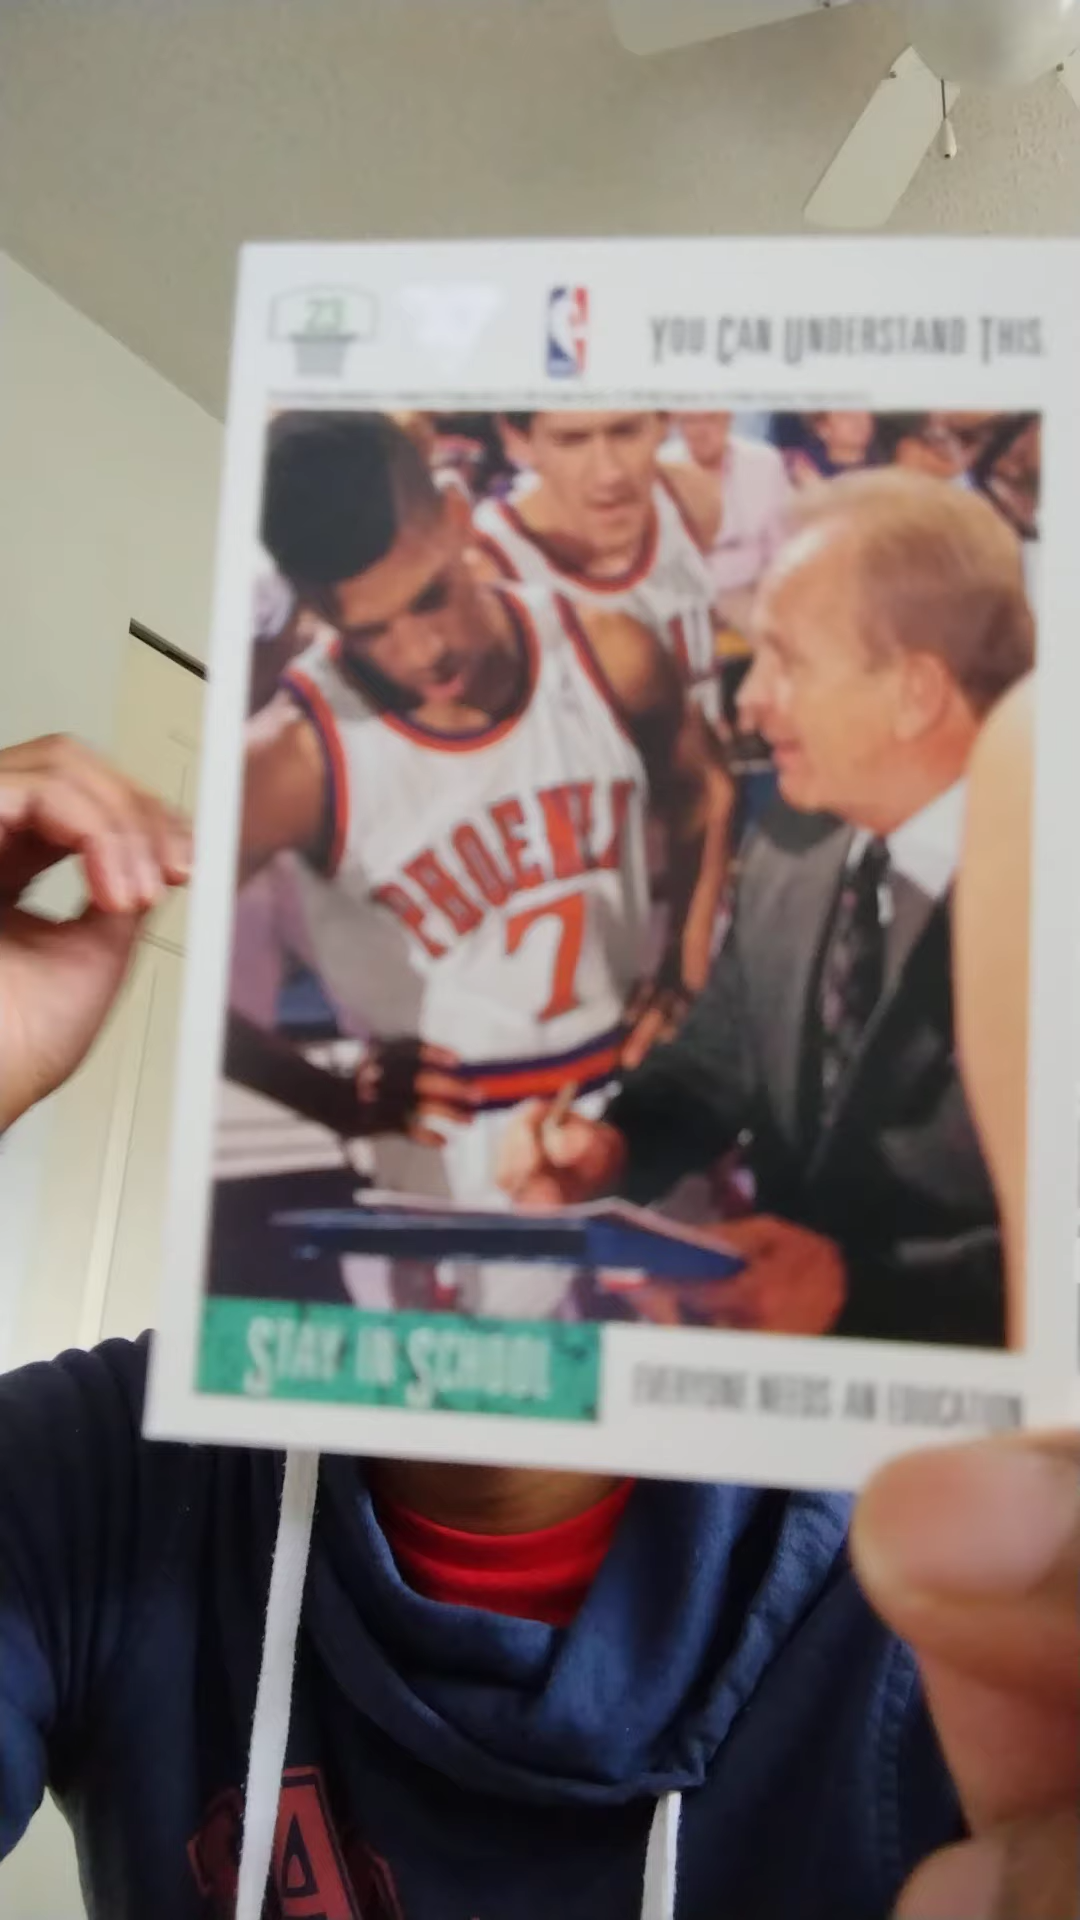 23
YOU CAN UNDERSTAND THIS.
PHOENIX
7
STAY IN SCHOOL
EVERYONE NEEDS AN EDUCATION
A